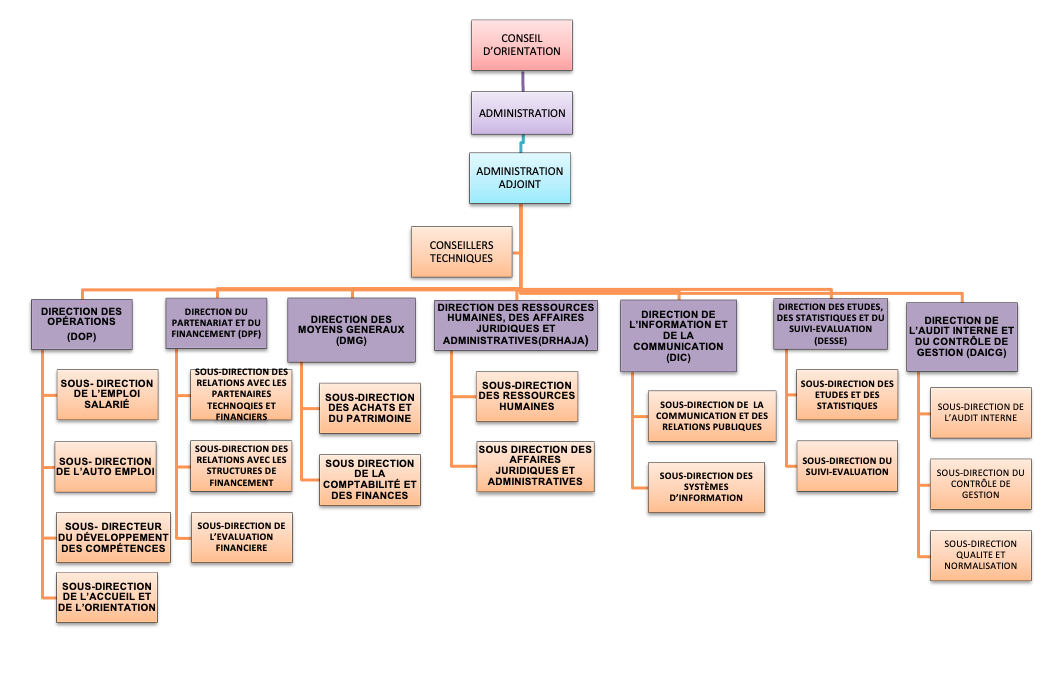 CONSEIL
D'ORIENTATION
ADMINISTRATION
ADMINISTRATION
ADJOINT
CONSEILLERS
TECHNIQUES
DIRECTION DES
OPÉRATIONS
(DOP)
SOUS- DIRECTION
DE L'EMPLOI
SALARIÉ
SOUS- DIRECTION
DE L'AUTO EMPLOI
SOUS- DIRECTEUR
DU DÉVELOPPEMENT
DES COMPÉTENCES
SOUS-DIRECTION
DE L'ACCUEIL ET
DE L'ORIENTATION
DIRECTION DU
PARTENARIAT ET DU
FINANCEMENT (DPF)
SOUS-DIRECTION DES
RELATIONS AVEC LES
PARTENAIRES
TECHNOQIES ET
FINANCIERS
SOUS-DIRECTION DES
RELATIONS AVEC LES
STRUCTURES DE
FINANCEMENT
SOUS-DIRECTION DE
L'EVALUATION
FINANCIERE
DIRECTION DES
MOYENS GENERAUX
(DMG)
SOUS-DIRECTION
DES ACHATS ET
DU PATRIMOINE
SOUS DIRECTION
DE LA
COMPTABILITÉ ET
DES FINANCES
DIRECTION DES RESSOURCES
HUMAINES, DES AFFAIRES
JURIDIQUES ET
ADMINISTRATIVES(DRHAJA)
SOUS-DIRECTION
DES RESSOURCES
HUMAINES
SOUS DIRECTION DES
AFFAIRES
JURIDIQUES ET
ADMINISTRATIVES
DIRECTION DE
L'INFORMATION ET
DE LA
COMMUNICATION
(DIC)
SOUS-DIRECTION DE LA
COMMUNICATION ET DES
RELATIONS PUBLIQUES
SOUS-DIRECTION DES
SYSTÈMES
D'INFORMATION
DIRECTION DES ETUDES,
DES STATISTIQUES ET DU
SUIVI-EVALUATION
(DESSE)
SOUS-DIRECTION DES
ETUDES ET DES
STATISTIQUES
SOUS-DIRECTION DU
SUIVI-EVALUATION
DIRECTION DE
L'AUDIT INTERNE ET
DU CONTRÔLE DE
GESTION (DAICG)
SOUS-DIRECTION DE
L'AUDIT INTERNE
SOUS-DIRECTION DU
CONTRÔLE DE
GESTION
SOUS-DIRECTION
QUALITE ET
NORMALISATION